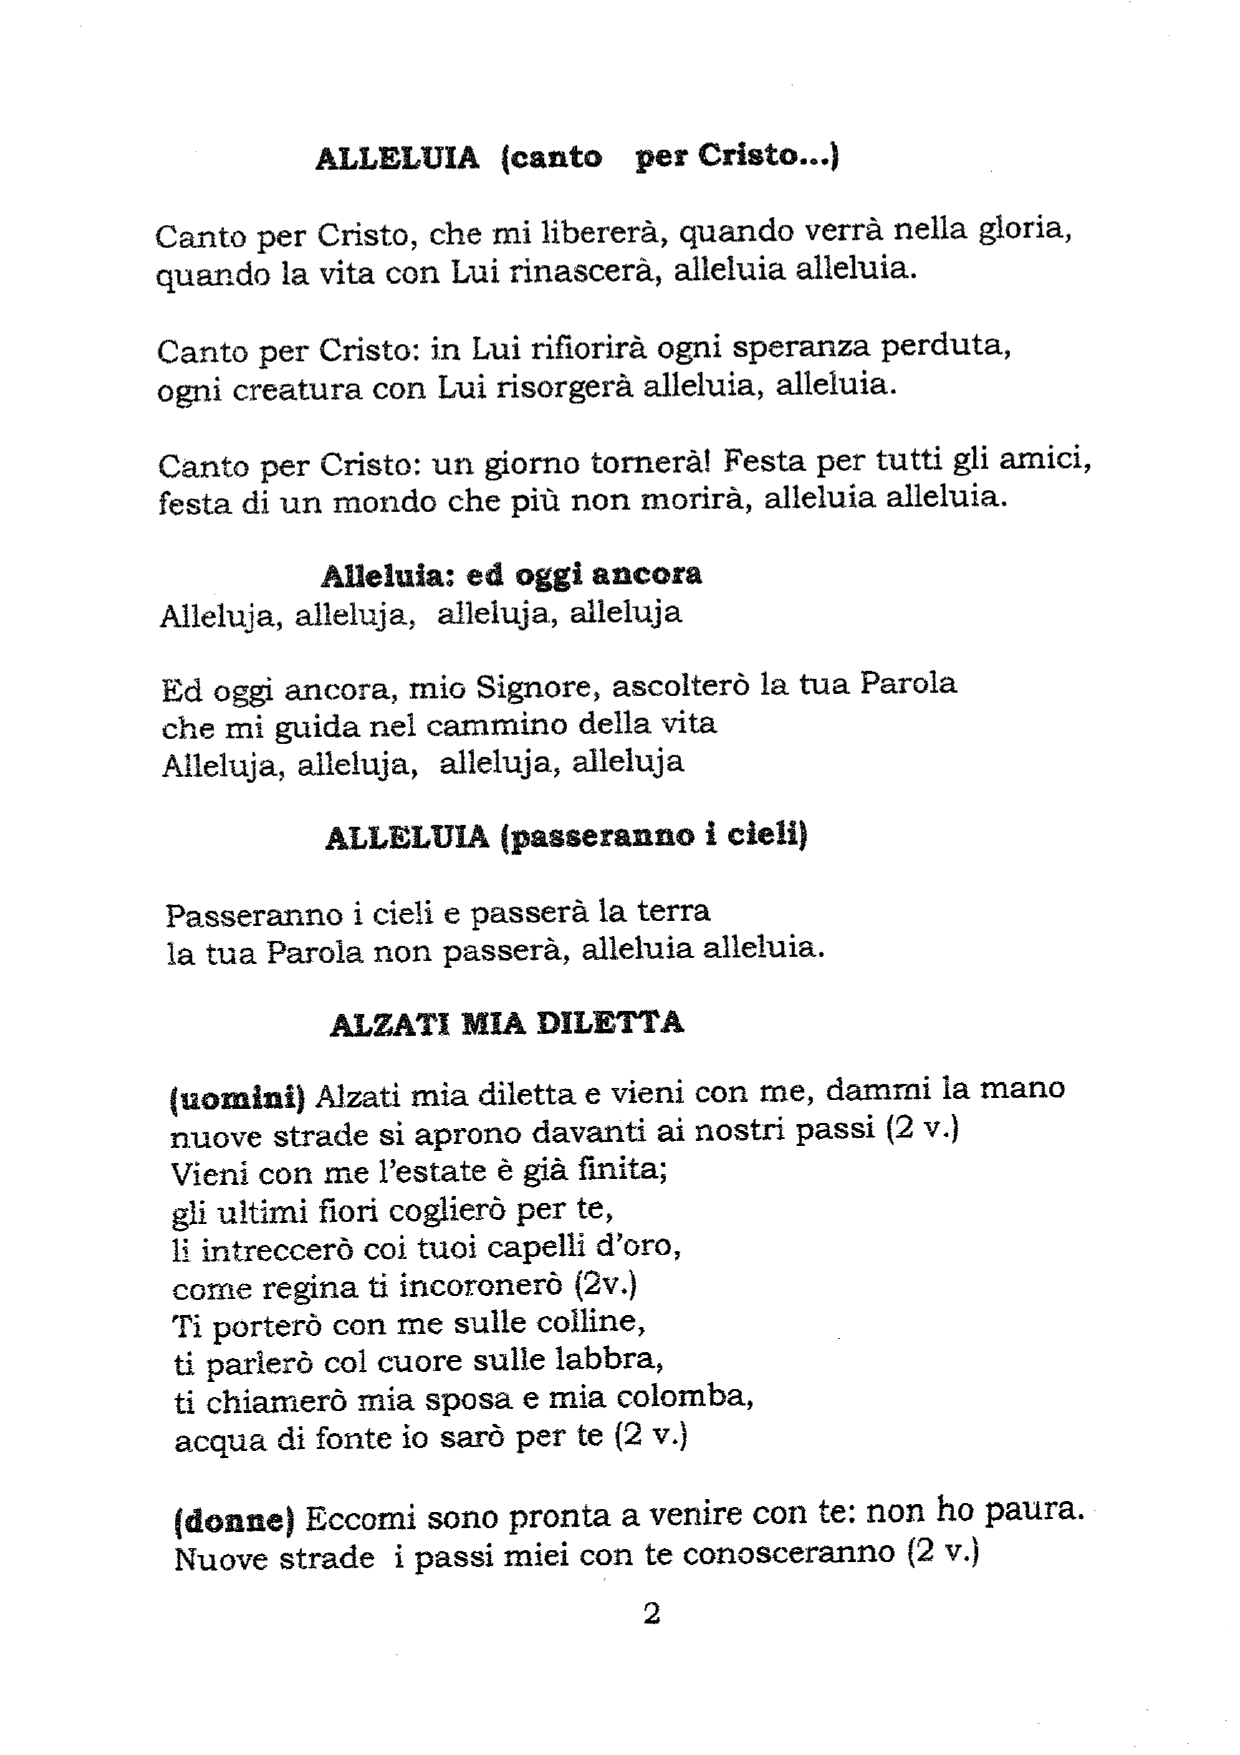 ALLELUIA (canto per Cristo...)
Canto per Cristo, che mi libererà, quando verrà nella gloria,
quando la vita con Lui rinascerà, alleluia alleluia.
Canto per Cristo: in Lui rifiorirà ogni speranza perduta,
ogni creatura con Lui risorgerà alleluia, alleluia.
Canto per Cristo: un giorno tornerà! Festa per tutti gli amici,
festa di un mondo che più non morirà, alleluia alleluia.
Alleluia: ed oggi ancora
Alleluja, alleluja, alleluja, alleluja
Ed oggi ancora, mio Signore, ascolterò la tua Parola
che mi guida nel cammino della vita
Alleluja, alleluja, alleluja, alleluja
ALLELUIA (passeranno i cieli)
Passeranno i cieli e passerà la terra
la tua Parola non passerà, alleluia alleluia.
ALZATI MIA DILETTA
(uomini) Alzati mia diletta e vieni con me, dammi la mano
nuove strade si aprono davanti ai nostri passi (2 v.)
Vieni con me l'estate è già finita;
gli ultimi fiori coglierò per te,
li intreccerò coi tuoi capelli d'oro,
come regina ti incoronerò (2v.)
Ti porterò con me sulle colline,
ti parlerò col cuore sulle labbra,
ti chiamerò mia sposa e mia colomba,
acqua di fonte io sarò per te (2 v.)
(donne) Eccomi sono pronta a venire con te: non ho paura.
Nuove strade i passi miei con te conosceranno (2 v.)
2